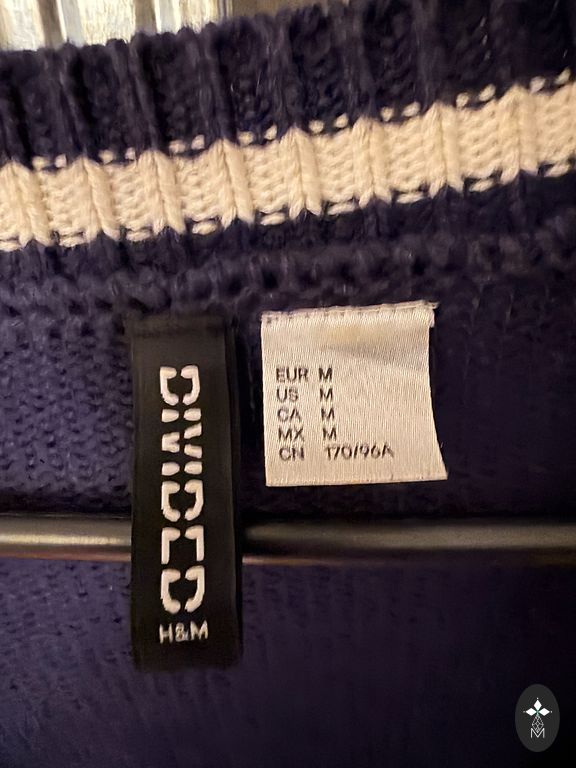 DIVIDED
H&M
EUR M
US M
CA M
MX M
CN 170/96A
M